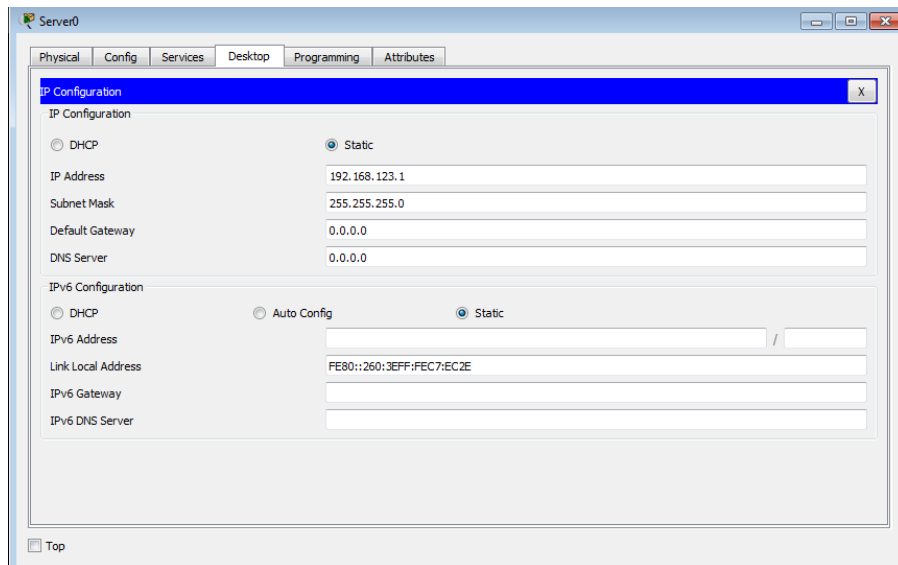 Server0
Physical Config Services Desktop Programming Attributes
IP Configuration X
IP Configuration
DHCP Static
IP Address 192.168.123.1
Subnet Mask 255.255.255.0
Default Gateway 0.0.0.0
DNS Server 0.0.0.0
IPv6 Configuration
DHCP Auto Config Static
IPv6 Address /
Link Local Address FE80::260:3EFF:FEC7:EC2E
IPv6 Gateway
IPv6 DNS Server
Top